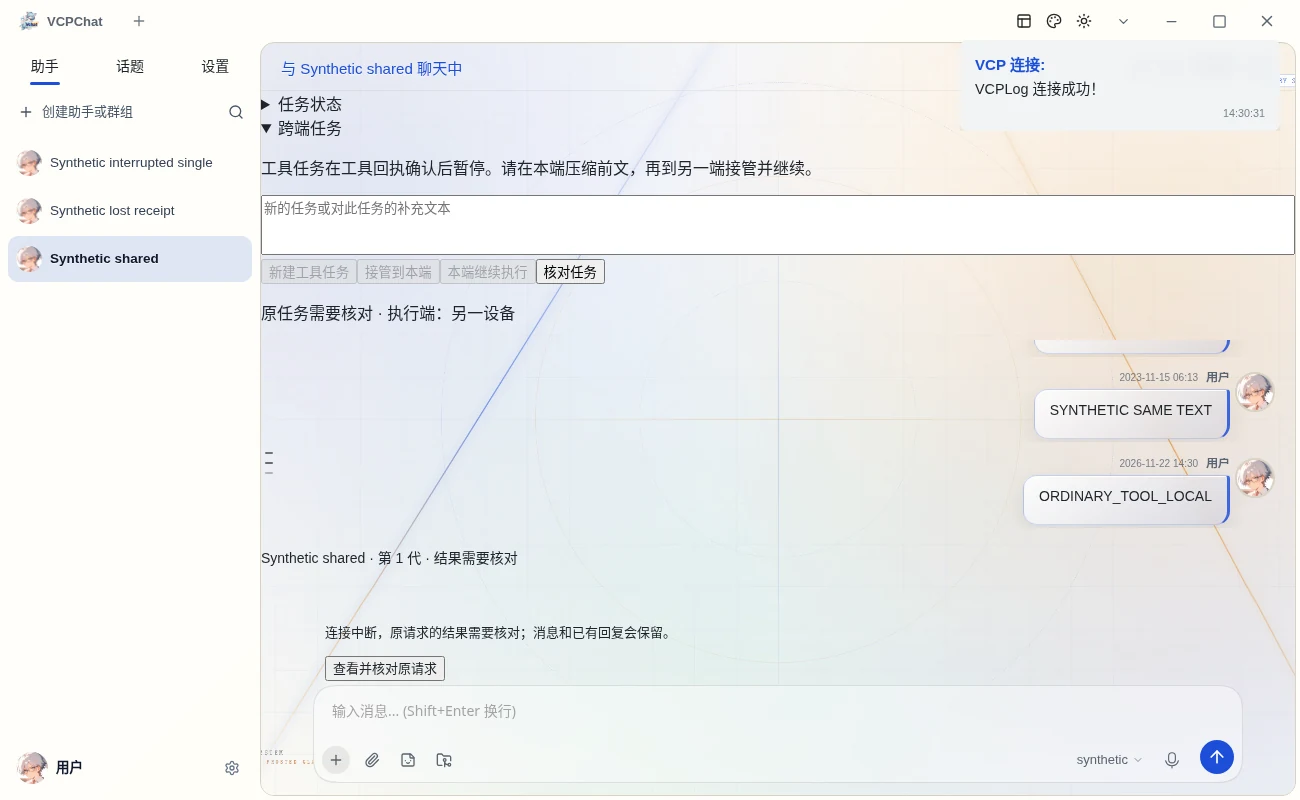 VCPChat
助手
话题
设置
创建助手或群组
Synthetic interrupted single
Synthetic lost receipt
Synthetic shared
用户
与 Synthetic shared 聊天中
VCP 连接:
VCPLog 连接成功!
14:30:31
任务状态
跨端任务
工具任务在工具回执确认后暂停。请在本端压缩前文，再到另一端接管并继续。
新的任务或对此任务的补充文本
新建工具任务
接管到本端
本端继续执行
核对任务
原任务需要核对 · 执行端：另一设备
2023-11-15 06:13 用户
SYNTHETIC SAME TEXT
2026-11-22 14:30 用户
ORDINARY_TOOL_LOCAL
Synthetic shared · 第 1 代 · 结果需要核对
连接中断，原请求的结果需要核对；消息和已有回复会保留。
查看并核对原请求
输入消息... (Shift+Enter 换行)
synthetic